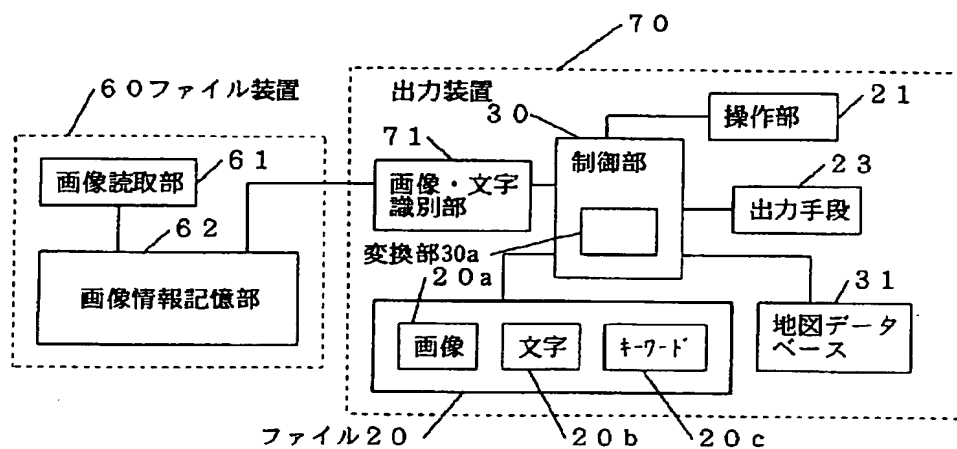 70
60ファイル装置
出力装置
30
操作部
21
71
制御部
画像読取部
61
画像・文字
識別部
出力手段
23
62
変換部30a
20a
31
画像情報記憶部
画像
文字
キーワード
地図データ
ベース
ファイル20
20b
20c